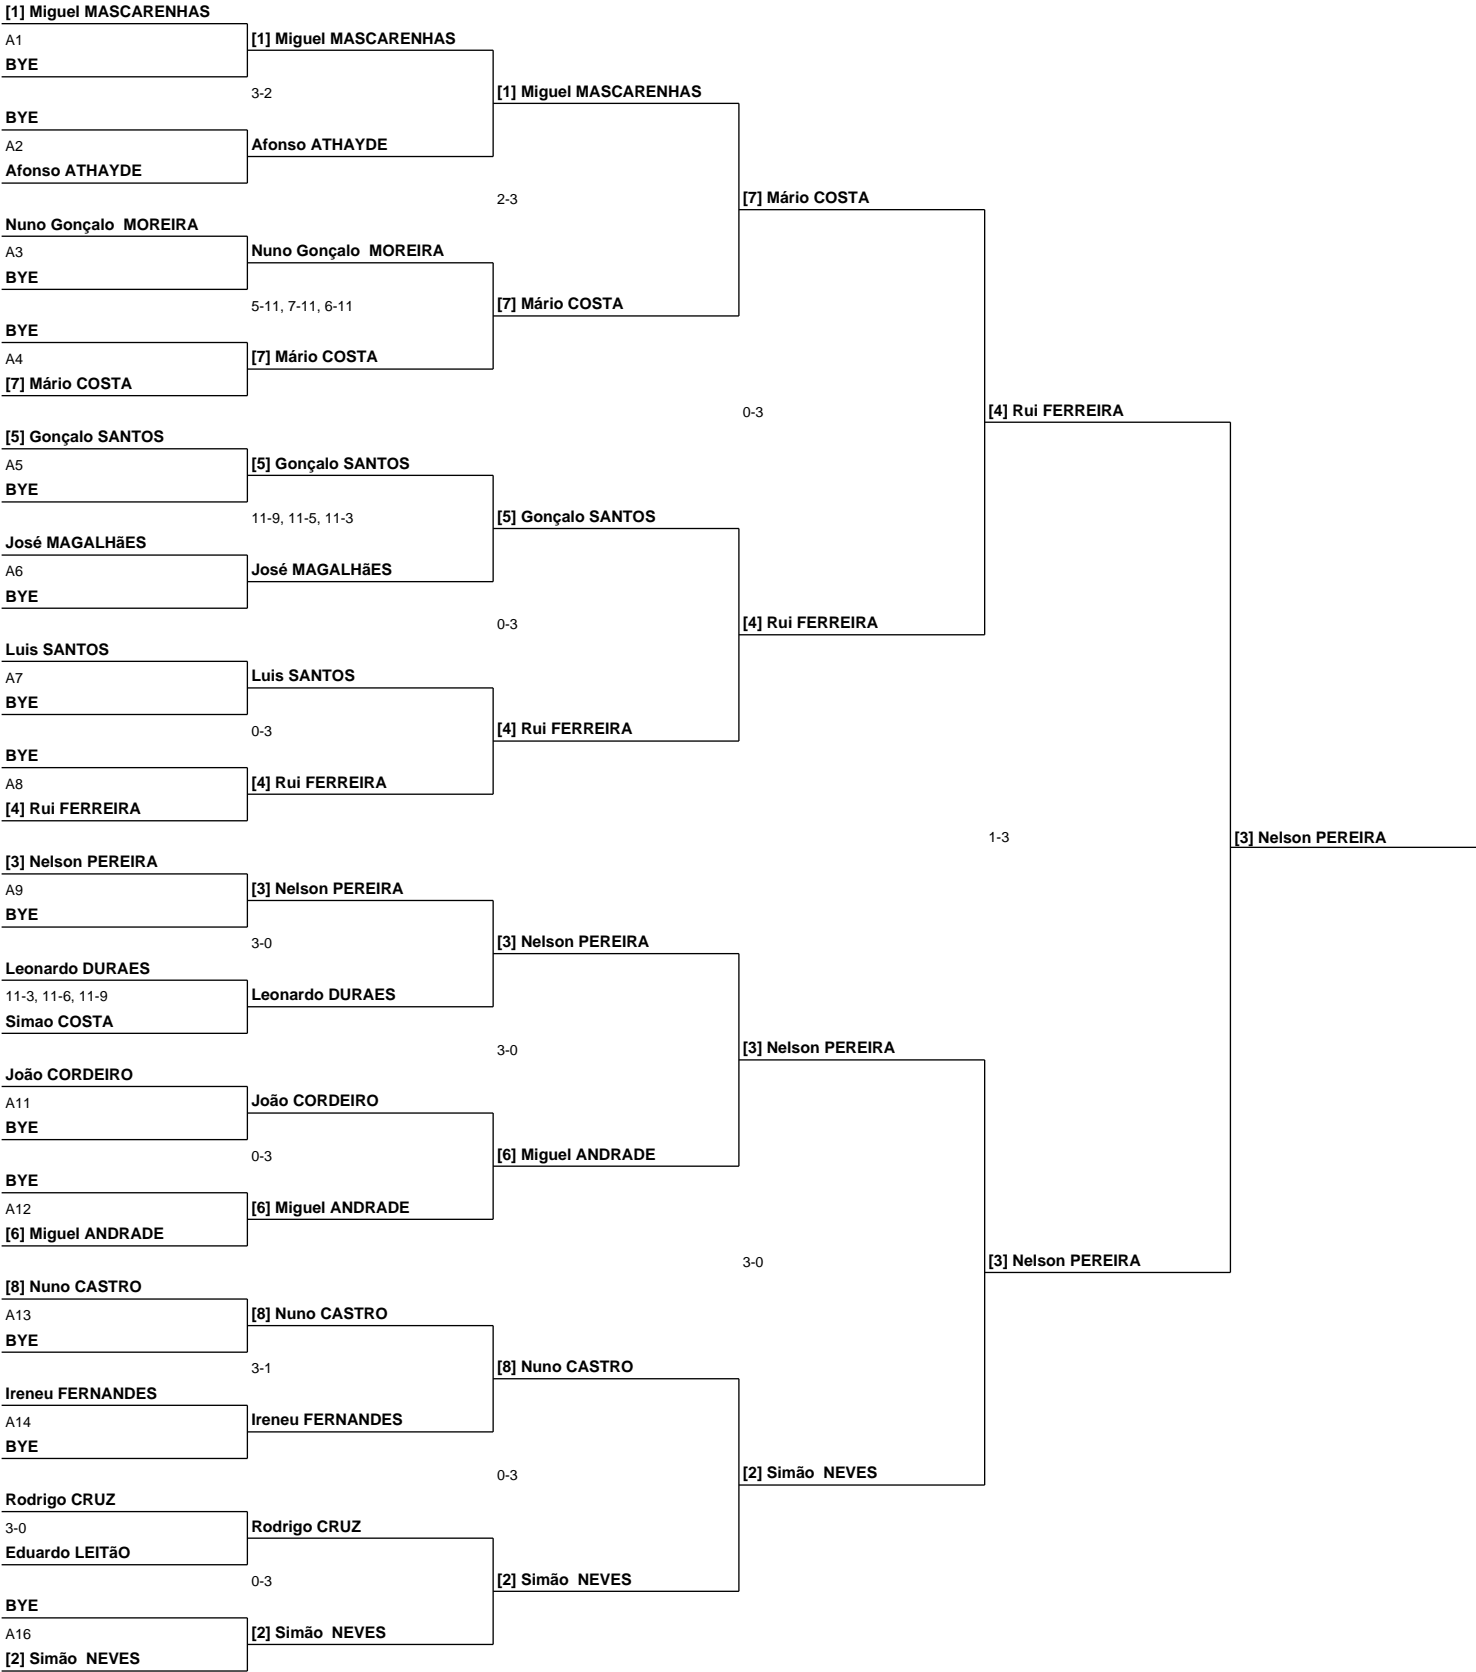 [1] Miguel MASCARENHAS
A1
[1] Miguel MASCARENHAS
BYE
3-2
[1] Miguel MASCARENHAS
BYE
A2
Afonso ATHAYDE
Afonso ATHAYDE
2-3
[7] Mário COSTA
Nuno Gonçalo  MOREIRA
A3
Nuno Gonçalo  MOREIRA
BYE
5-11, 7-11, 6-11
[7] Mário COSTA
BYE
A4
[7] Mário COSTA
[7] Mário COSTA
0-3
[4] Rui FERREIRA
[5] Gonçalo SANTOS
A5
[5] Gonçalo SANTOS
BYE
11-9, 11-5, 11-3
[5] Gonçalo SANTOS
José MAGALHãES
A6
José MAGALHãES
BYE
0-3
[4] Rui FERREIRA
Luis SANTOS
A7
Luis SANTOS
BYE
0-3
[4] Rui FERREIRA
BYE
A8
[4] Rui FERREIRA
[4] Rui FERREIRA
1-3
[3] Nelson PEREIRA
[3] Nelson PEREIRA
A9
[3] Nelson PEREIRA
BYE
3-0
[3] Nelson PEREIRA
Leonardo DURAES
11-3, 11-6, 11-9
Leonardo DURAES
Simao COSTA
3-0
[3] Nelson PEREIRA
João CORDEIRO
A11
João CORDEIRO
BYE
0-3
[6] Miguel ANDRADE
BYE
A12
[6] Miguel ANDRADE
[6] Miguel ANDRADE
3-0
[3] Nelson PEREIRA
[8] Nuno CASTRO
A13
[8] Nuno CASTRO
BYE
3-1
[8] Nuno CASTRO
Ireneu FERNANDES
A14
Ireneu FERNANDES
BYE
0-3
[2] Simão  NEVES
Rodrigo CRUZ
3-0
Rodrigo CRUZ
Eduardo LEITãO
0-3
[2] Simão  NEVES
BYE
A16
[2] Simão  NEVES
[2] Simão  NEVES